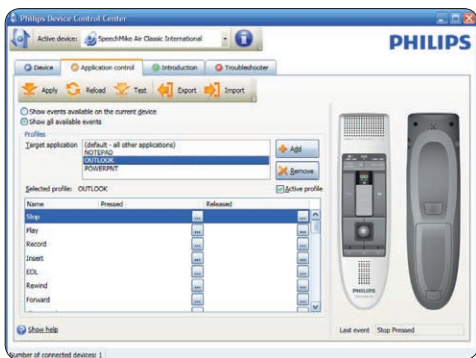 Philips Device Control Center
Active device: SpeechMike Air Classic International
PHILIPS
Device Application control Introduction Troubleshooter
Apply Reload Test Export Import
Show events available on the current device
Show all available events
Profiles
Target application (default - all other applications)
NOTEPAD
OUTLOOK
POWERPNT
Add
Remove
Selected profile: OUTLOOK Active profile
Name Pressed Released
Stop ... ...
Play ... ...
Record ... ...
Insert ... ...
EOL ... ...
Rewind ... ...
Forward ... ...
PHILIPS
Show help
Last event Stop Pressed
Number of connected devices: 1